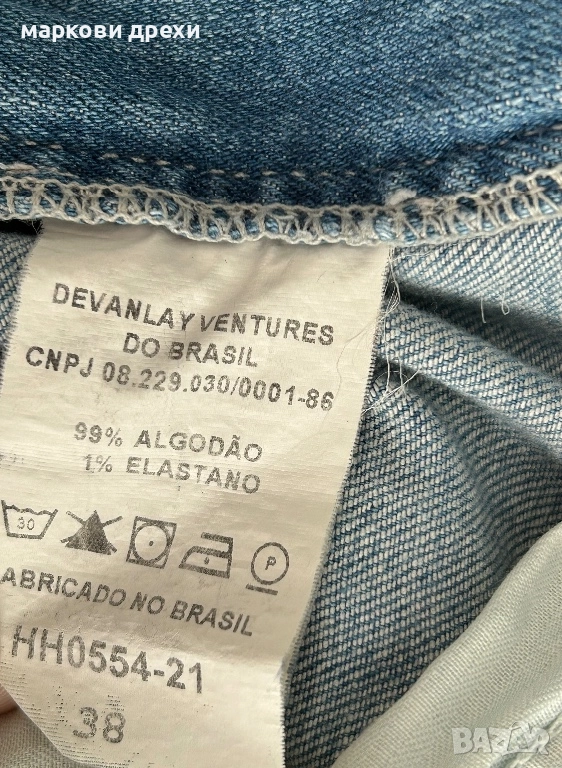 маркови дрехи
DEVANLAY VENTURES
DO BRASIL
CNPJ 08.229.030/0001-86
99% ALGODÃO
1% ELASTANO
30
P
ABRICADO NO BRASIL
HH0554-21
38
BAZAR